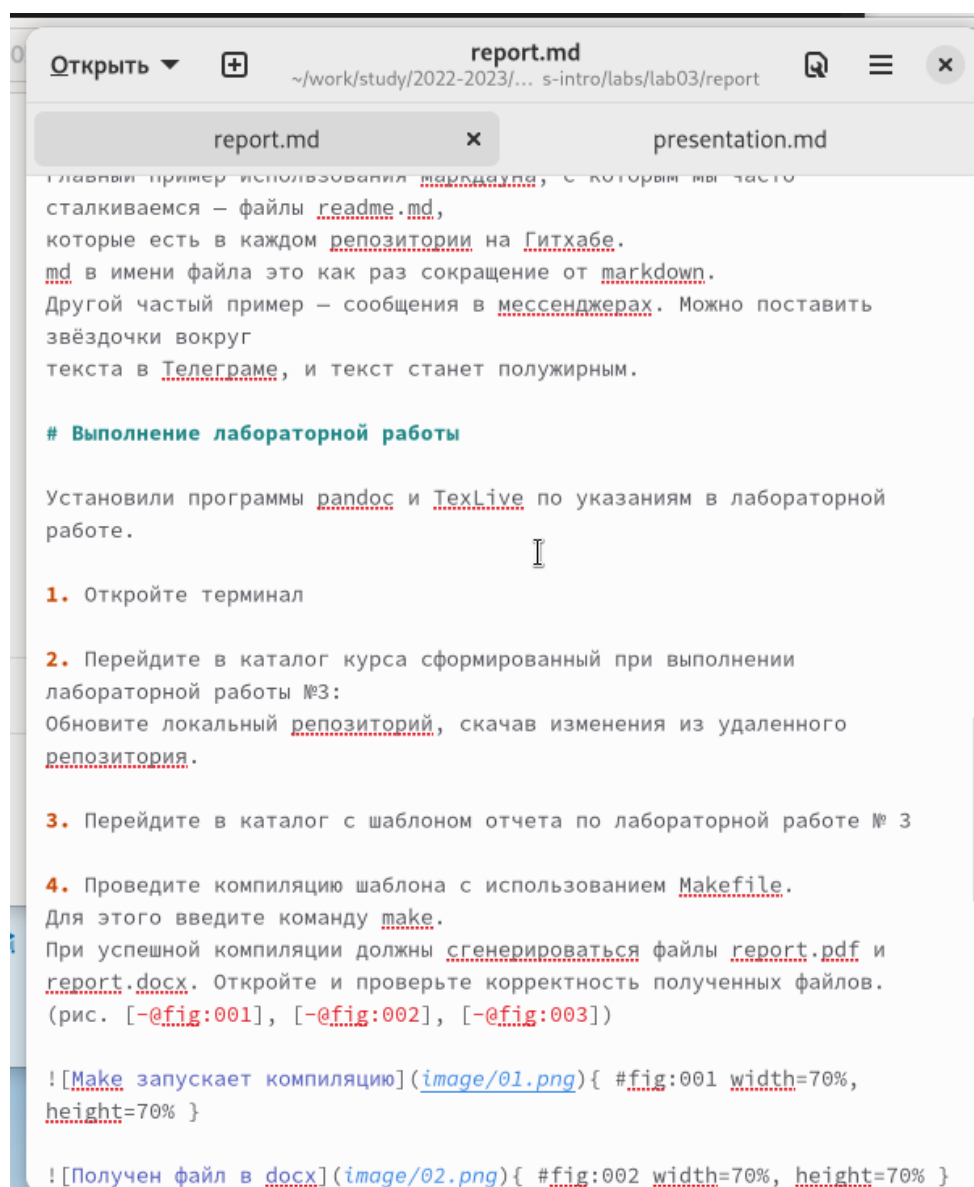 Открыть
report.md
~/work/study/2022-2023/... s-intro/labs/lab03/report
report.md
presentation.md
Главный пример использования маркдауна, с которым мы часто
сталкиваемся — файлы readme.md,
которые есть в каждом репозитории на Гитхабе.
md в имени файла это как раз сокращение от markdown.
Другой частый пример — сообщения в мессенджерах. Можно поставить
звёздочки вокруг
текста в Телеграме, и текст станет полужирным.
# Выполнение лабораторной работы
Установили программы pandoc и TexLive по указаниям в лабораторной
работе.
1. Откройте терминал
2. Перейдите в каталог курса сформированный при выполнении
лабораторной работы №3:
Обновите локальный репозиторий, скачав изменения из удаленного
репозитория.
3. Перейдите в каталог с шаблоном отчета по лабораторной работе № 3
4. Проведите компиляцию шаблона с использованием Makefile.
Для этого введите команду make.
При успешной компиляции должны сгенерироваться файлы report.pdf и
report.docx. Откройте и проверьте корректность полученных файлов.
(рис. [-@fig:001], [-@fig:002], [-@fig:003])
![Make запускает компиляцию](image/01.png){ #fig:001 width=70%,
height=70% }
![Получен файл в docx](image/02.png){ #fig:002 width=70%, height=70% }